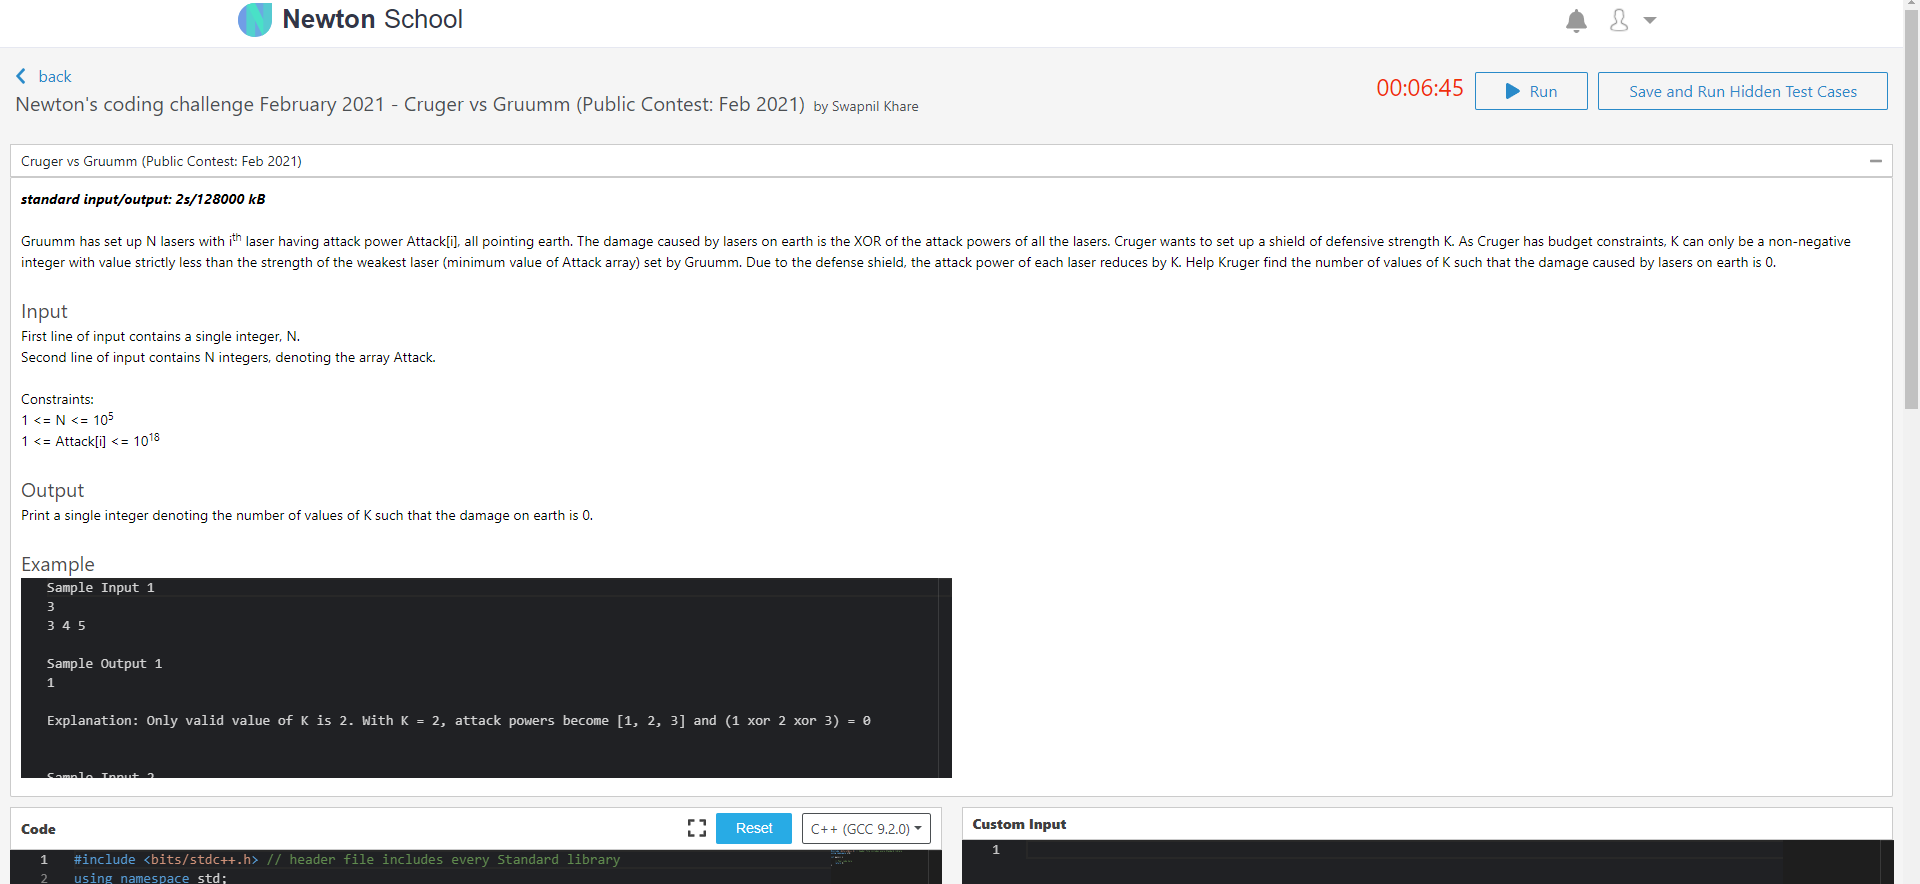 Newton School
back
Newton's coding challenge February 2021 - Cruger vs Gruumm (Public Contest: Feb 2021) by Swapnil Khare
00:06:45
Run
Save and Run Hidden Test Cases
Cruger vs Gruumm (Public Contest: Feb 2021)
standard input/output: 2s/128000 kB
Gruumm has set up N lasers with ith laser having attack power Attack[i], all pointing earth. The damage caused by lasers on earth is the XOR of the attack powers of all the lasers. Cruger wants to set up a shield of defensive strength K. As Cruger has budget constraints, K can only be a non-negative
integer with value strictly less than the strength of the weakest laser (minimum value of Attack array) set by Gruumm. Due to the defense shield, the attack power of each laser reduces by K. Help Kruger find the number of values of K such that the damage caused by lasers on earth is 0.
Input
First line of input contains a single integer, N.
Second line of input contains N integers, denoting the array Attack.
Constraints:
1 <= N <= 10^5
1 <= Attack[i] <= 10^18
Output
Print a single integer denoting the number of values of K such that the damage on earth is 0.
Example
Sample Input 1
3
3 4 5
Sample Output 1
1
Explanation: Only valid value of K is 2. With K = 2, attack powers become [1, 2, 3] and (1 xor 2 xor 3) = 0
Sample Input 2
Code
Reset
C++ (GCC 9.2.0)
1 #include <bits/stdc++.h> // header file includes every Standard library
2 using namespace std;
Custom Input
1